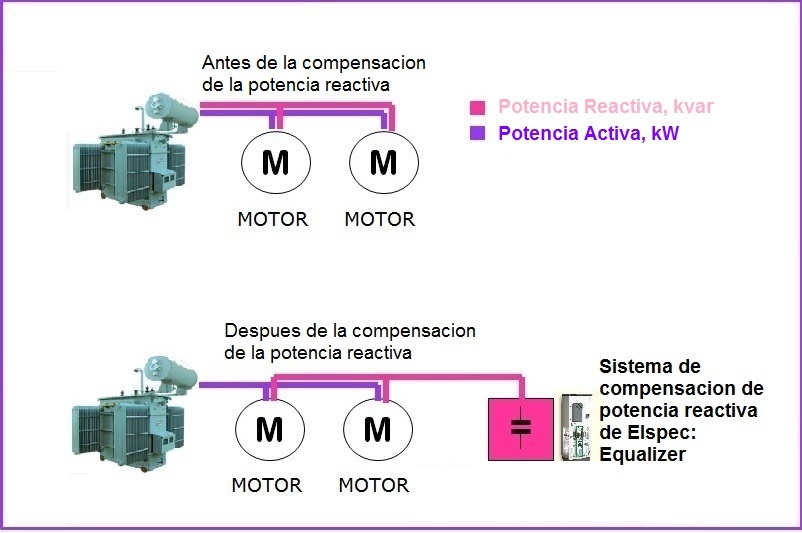 Antes de la compensacion
de la potencia reactiva
Potencia Reactiva, kvar
Potencia Activa, kW
M
M
MOTOR
MOTOR
Despues de la compensacion
de la potencia reactiva
Sistema de
compensacion de
potencia reactiva
de Elspec:
Equalizer
M
M
MOTOR
MOTOR